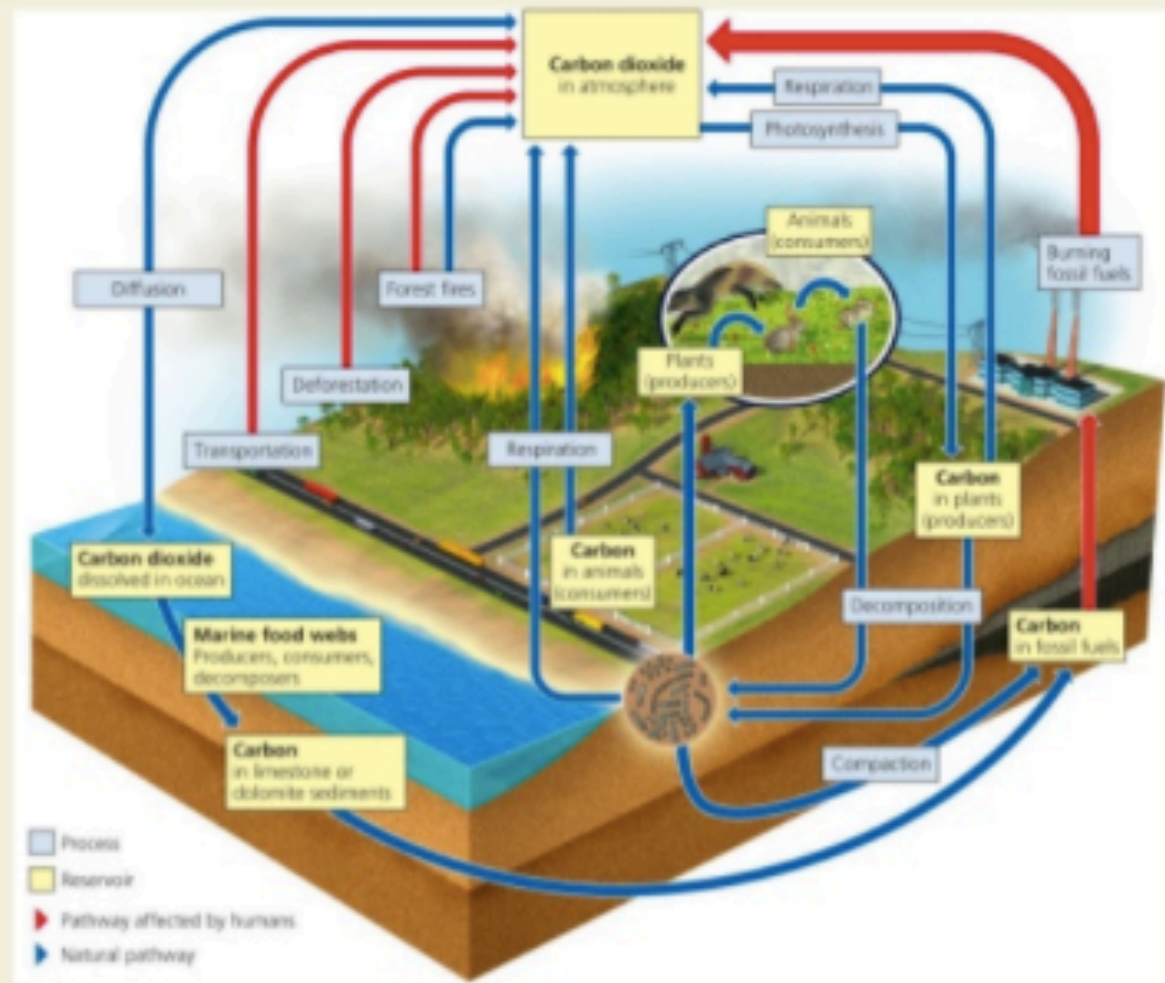 Carbon dioxide
in atmosphere
Respiration
Photosynthesis
Animals
(consumers)
Burning
fossil fuels
Diffusion
Forest fires
Plants
(producers)
Deforestation
Transportation
Respiration
Carbon
in plants
(producers)
Carbon dioxide
dissolved in ocean
Carbon
in animals
(consumers)
Decomposition
Carbon
in fossil fuels
Marine food webs
Producers, consumers,
decomposers
Carbon
in limestone or
dolomite sediments
Compaction
Process
Reservoir
Pathway affected by humans
Natural pathway